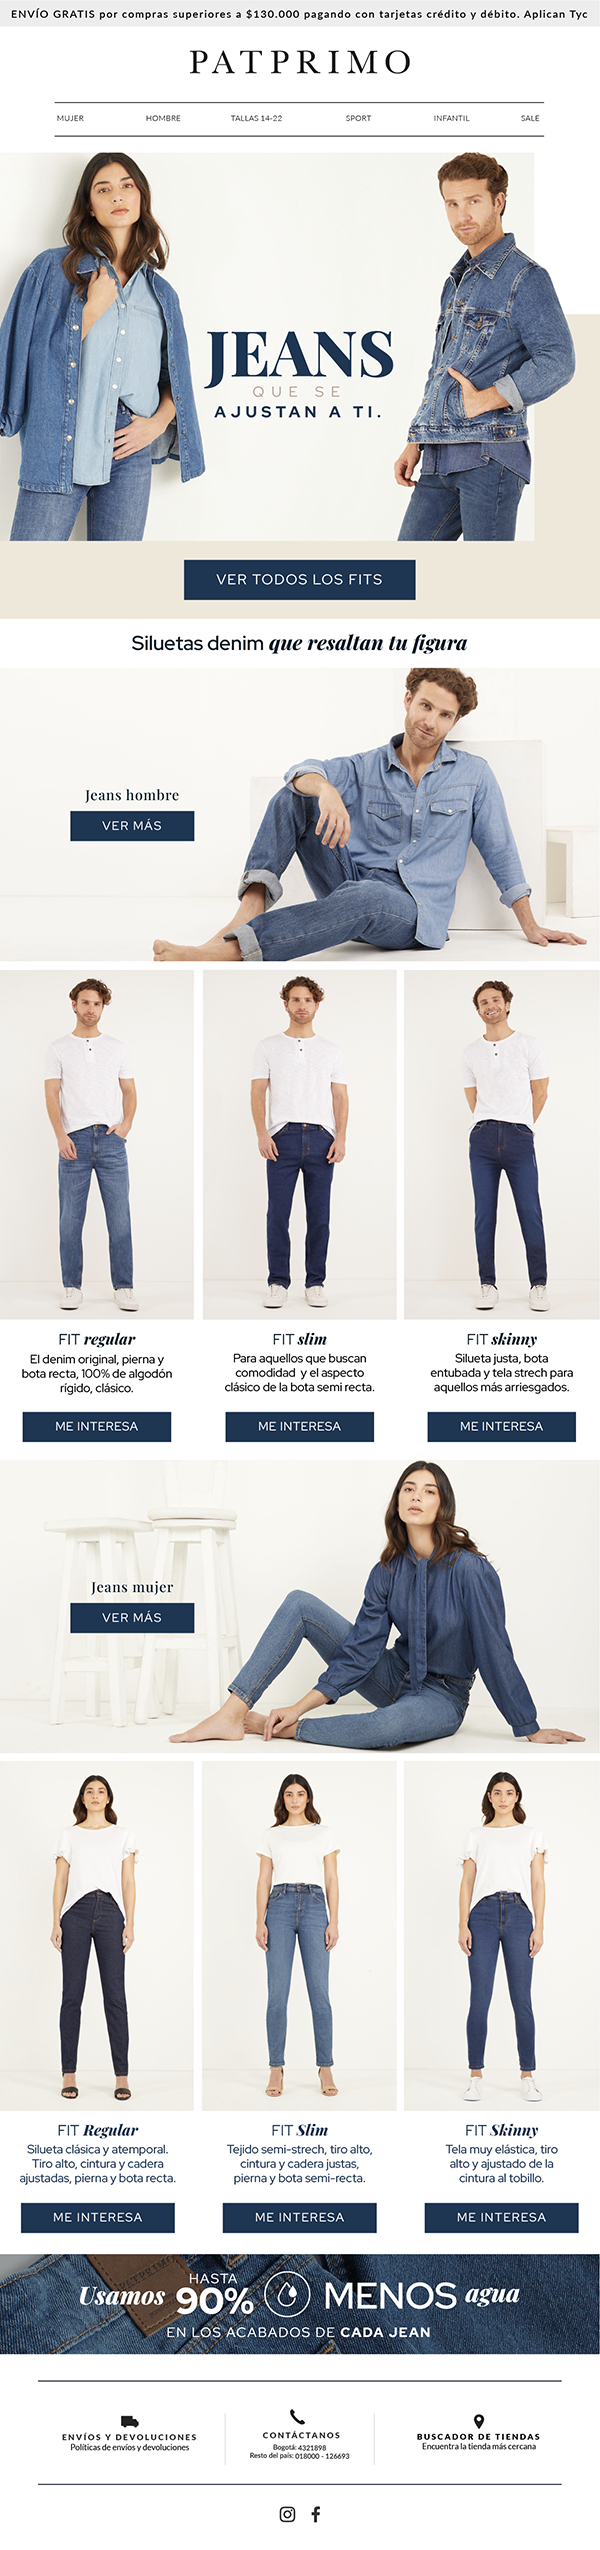 ENVÍO GRATIS por compras superiores a $130.000 pagando con tarjetas crédito y débito. Aplican Tyc
PATPRIMO
MUJER HOMBRE TALLAS 14-22 SPORT INFANTIL SALE
JEANS
QUE SE
AJUSTAN A TI.
VER TODOS LOS FITS
Siluetas denim que resaltan tu figura
Jeans hombre
VER MÁS
FIT regular
El denim original, pierna y
bota recta, 100% de algodón
rígido, clásico.
ME INTERESA
FIT slim
Para aquellos que buscan
comodidad y el aspecto
clásico de la bota semi recta.
ME INTERESA
FIT skinny
Silueta justa, bota
entubada y tela strech para
aquellos más arriesgados.
ME INTERESA
Jeans mujer
VER MÁS
FIT Regular
Silueta clásica y atemporal.
Tiro alto, cintura y cadera
ajustadas, pierna y bota recta.
ME INTERESA
FIT Slim
Tejido semi-strech, tiro alto,
cintura y cadera justas,
pierna y bota semi-recta.
ME INTERESA
FIT Skinny
Tela muy elástica, tiro
alto y ajustado de la
cintura al tobillo.
ME INTERESA
PATPRIMO
Usamos HASTA 90% MENOS agua
EN LOS ACABADOS DE CADA JEAN
ENVÍOS Y DEVOLUCIONES
Políticas de envíos y devoluciones
CONTÁCTANOS
Bogotá: 4321898
Resto del país: 018000 - 126693
BUSCADOR DE TIENDAS
Encuentra la tienda más cercana